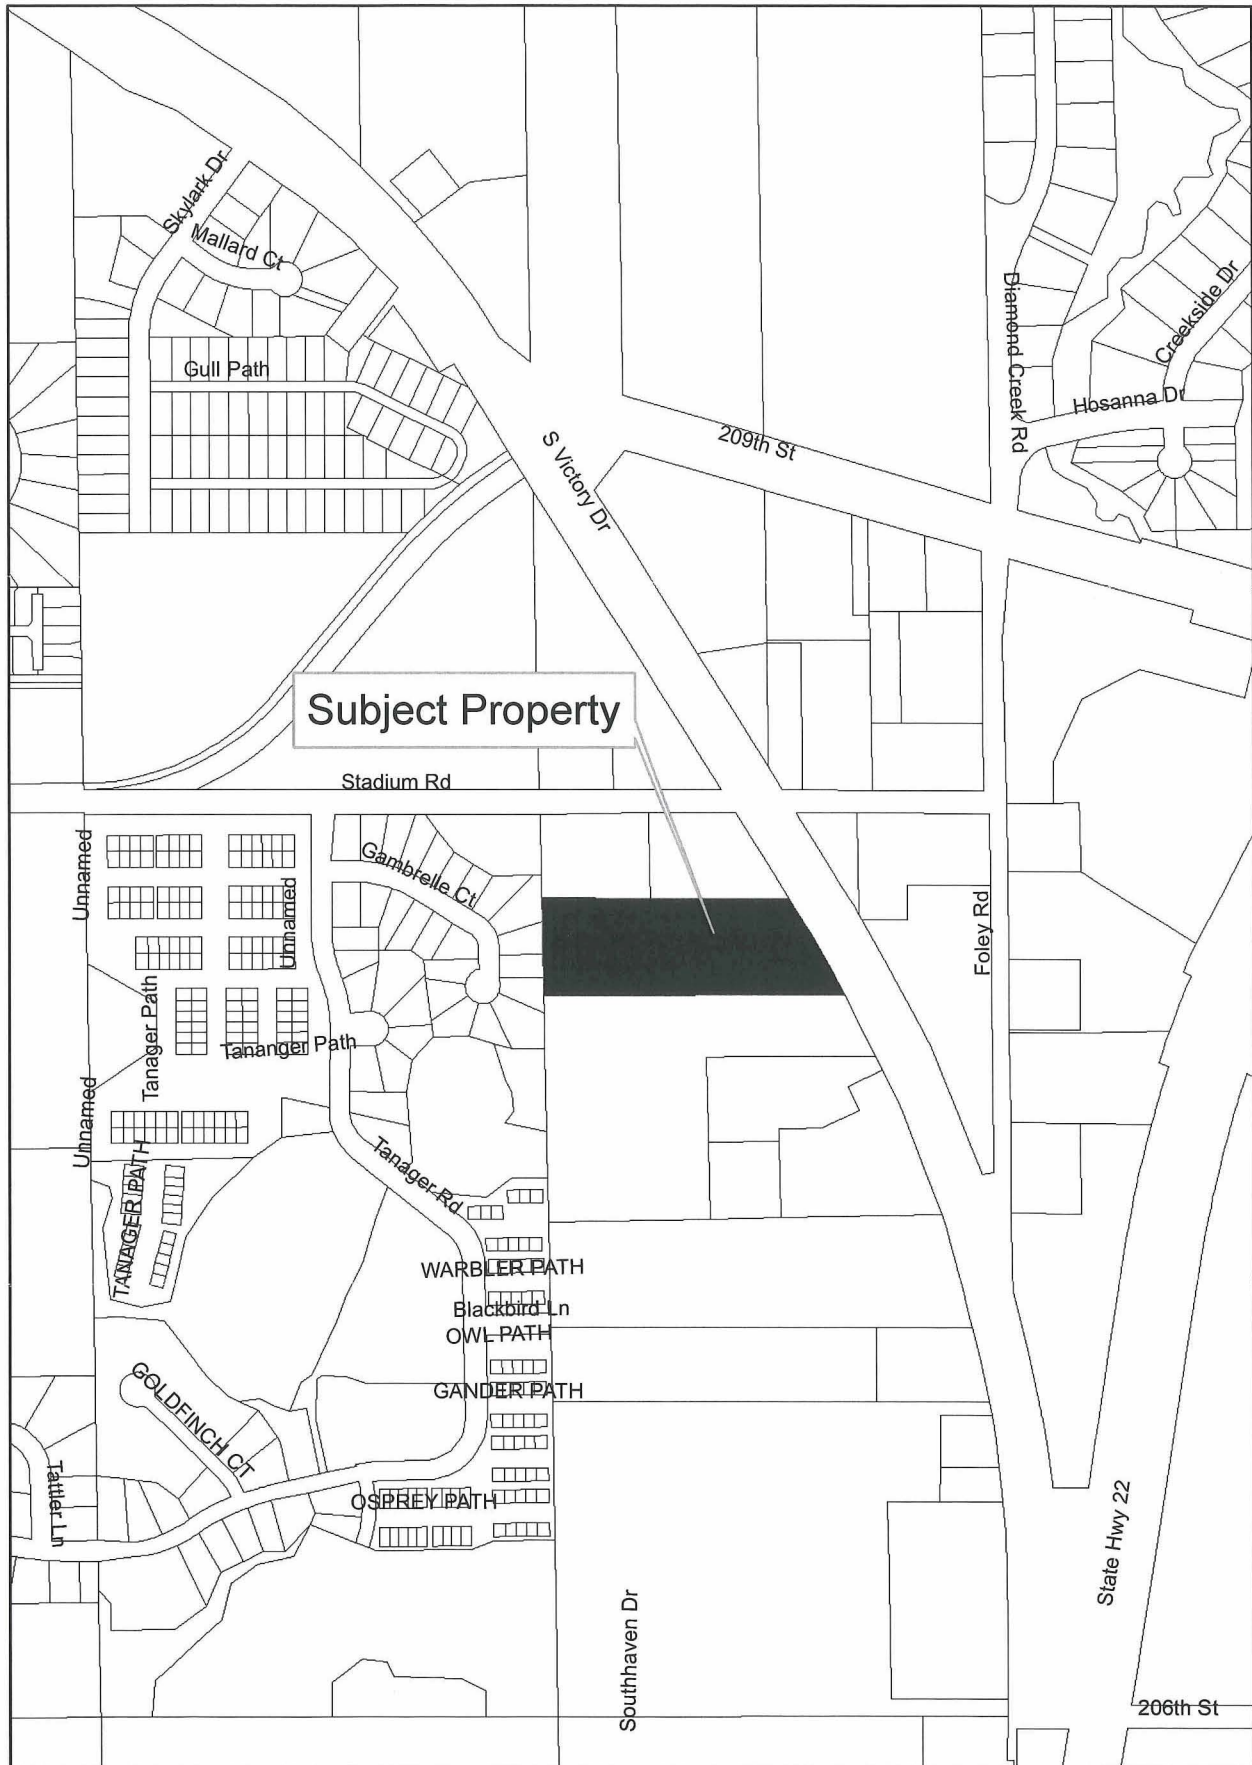 Skylark Dr
Mallard Ct
Gull Path
Diamond Creek Rd
Creekside Dr
Hosanna Dr
209th St
S Victory Dr
Subject Property
Stadium Rd
Unnamed
Gambrelle Ct
Unnamed
Foley Rd
Tanager Path
Tananger Path
Unnamed
TANAGER PATH
Tanager Rd
WARBLER PATH
Blackbird Ln
OWL PATH
GANDER PATH
GOLDFINCH CT
Tattler Ln
OSPREY PATH
State Hwy 22
Southhaven Dr
206th St